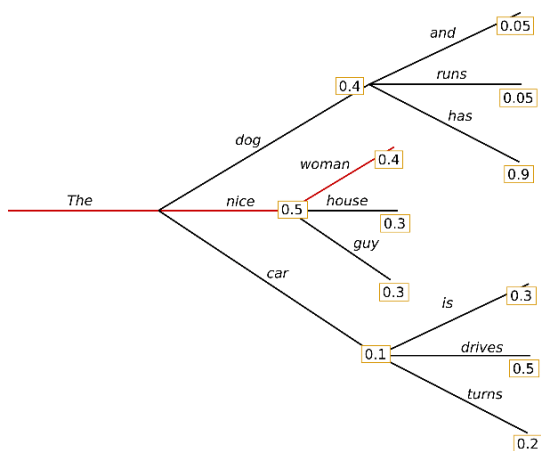 and
0.05
runs
0.4
0.05
has
dog
0.9
woman
0.4
The
nice
0.5
house
0.3
guy
car
0.3
is
0.3
0.1
drives
0.5
turns
0.2